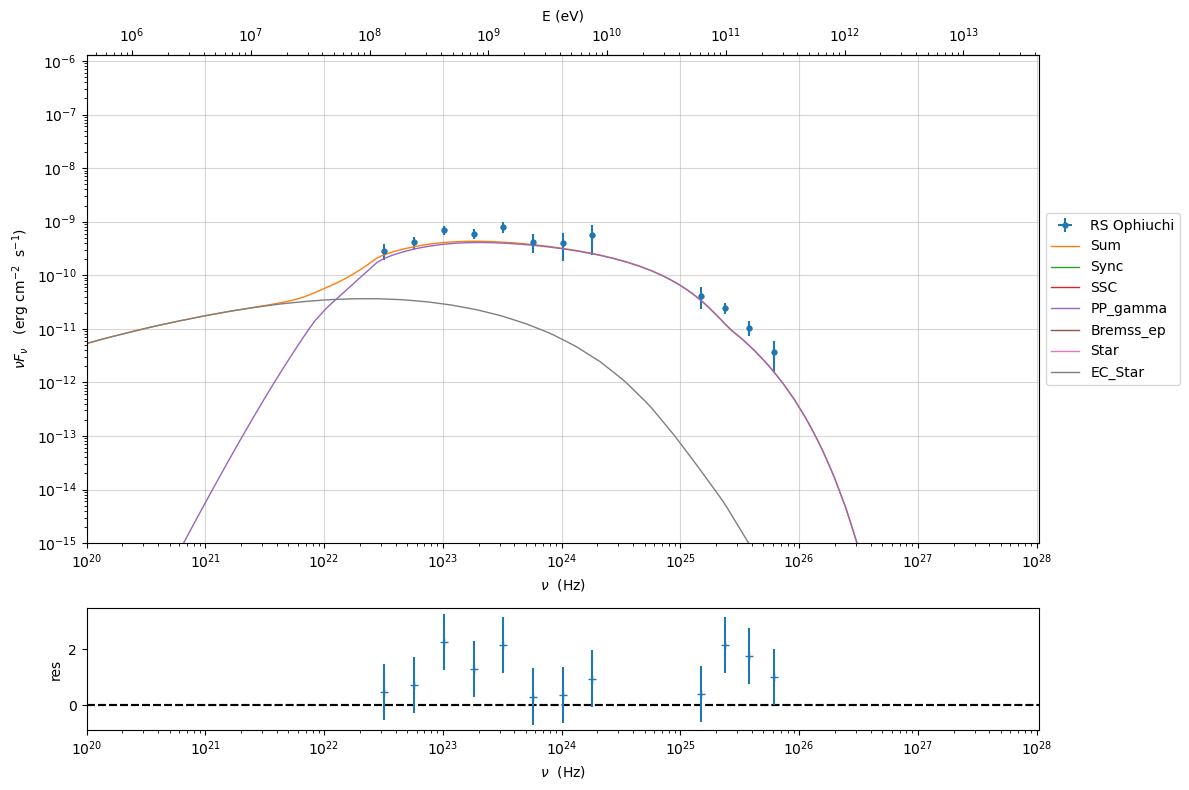 E (eV)
10^6 10^7 10^8 10^9 10^10 10^11 10^12 10^13
10^-6
10^-7
10^-8
10^-9
10^-10
10^-11
10^-12
10^-13
10^-14
10^-15
νF_ν (erg cm^-2 s^-1)
10^20 10^21 10^22 10^23 10^24 10^25 10^26 10^27 10^28
ν (Hz)
RS Ophiuchi
Sum
Sync
SSC
PP_gamma
Bremss_ep
Star
EC_Star
res
2
0
10^20 10^21 10^22 10^23 10^24 10^25 10^26 10^27 10^28
ν (Hz)